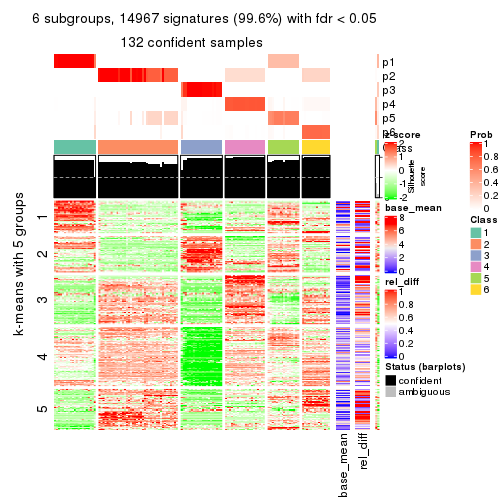 6 subgroups, 14967 signatures (99.6%) with fdr < 0.05
132 confident samples
p1
p2
p3
p4
p5
p6
Class
z-score
2
1
0
-1
-2
Silhouette
score
Prob
1
0.8
0.6
0.4
0.2
0
base_mean
8
6
4
2
0
Class
1
2
3
4
5
6
rel_diff
1
0.8
0.6
0.4
0.2
0
Status (barplots)
confident
ambiguous
k-means with 5 groups
1
2
3
4
5
base_mean
rel_diff